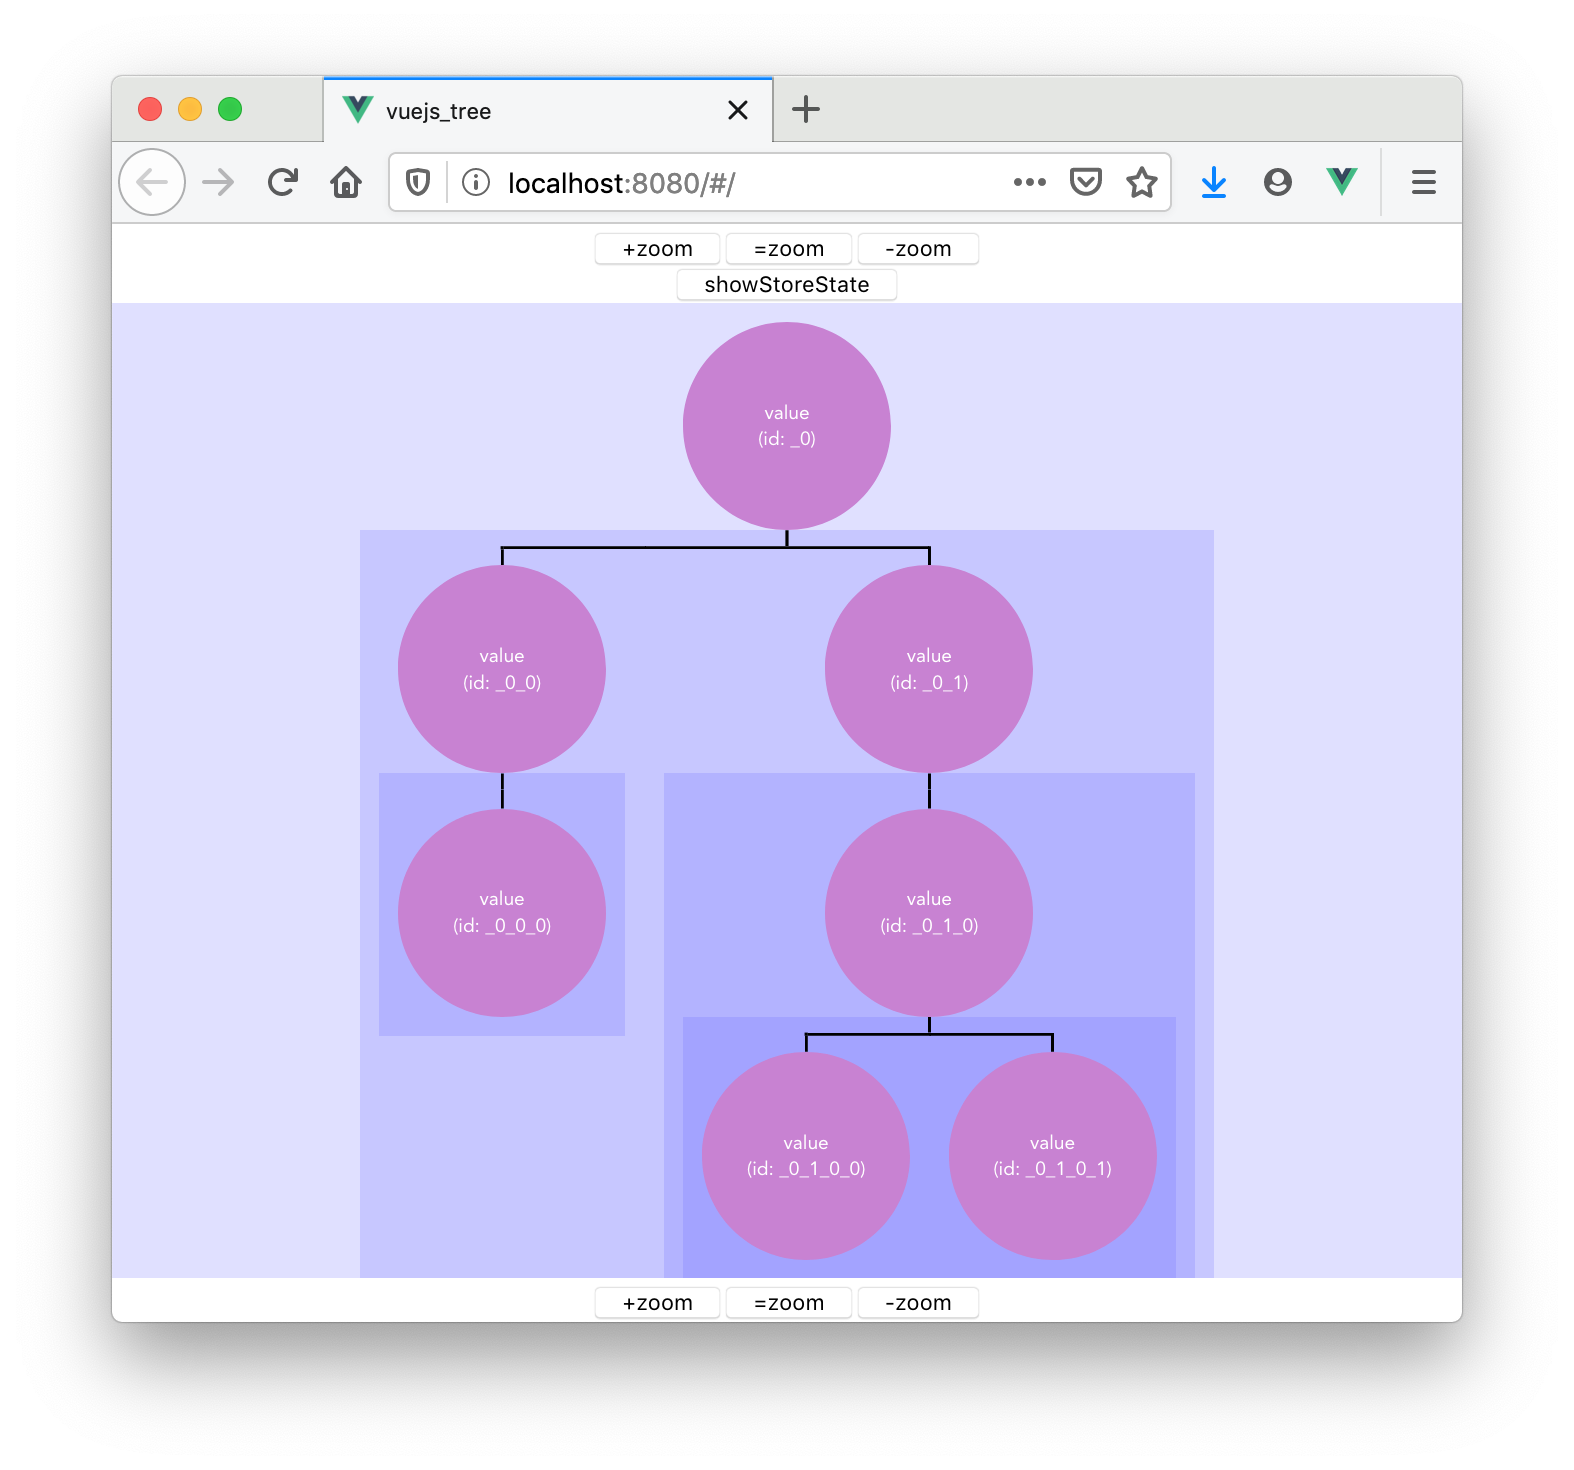 vuejs_tree
localhost:8080/#/
+zoom =zoom -zoom
showStoreState
value
(id: _0)
value
(id: _0_0)
value
(id: _0_1)
value
(id: _0_0_0)
value
(id: _0_1_0)
value
(id: _0_1_0_0)
value
(id: _0_1_0_1)
+zoom =zoom -zoom